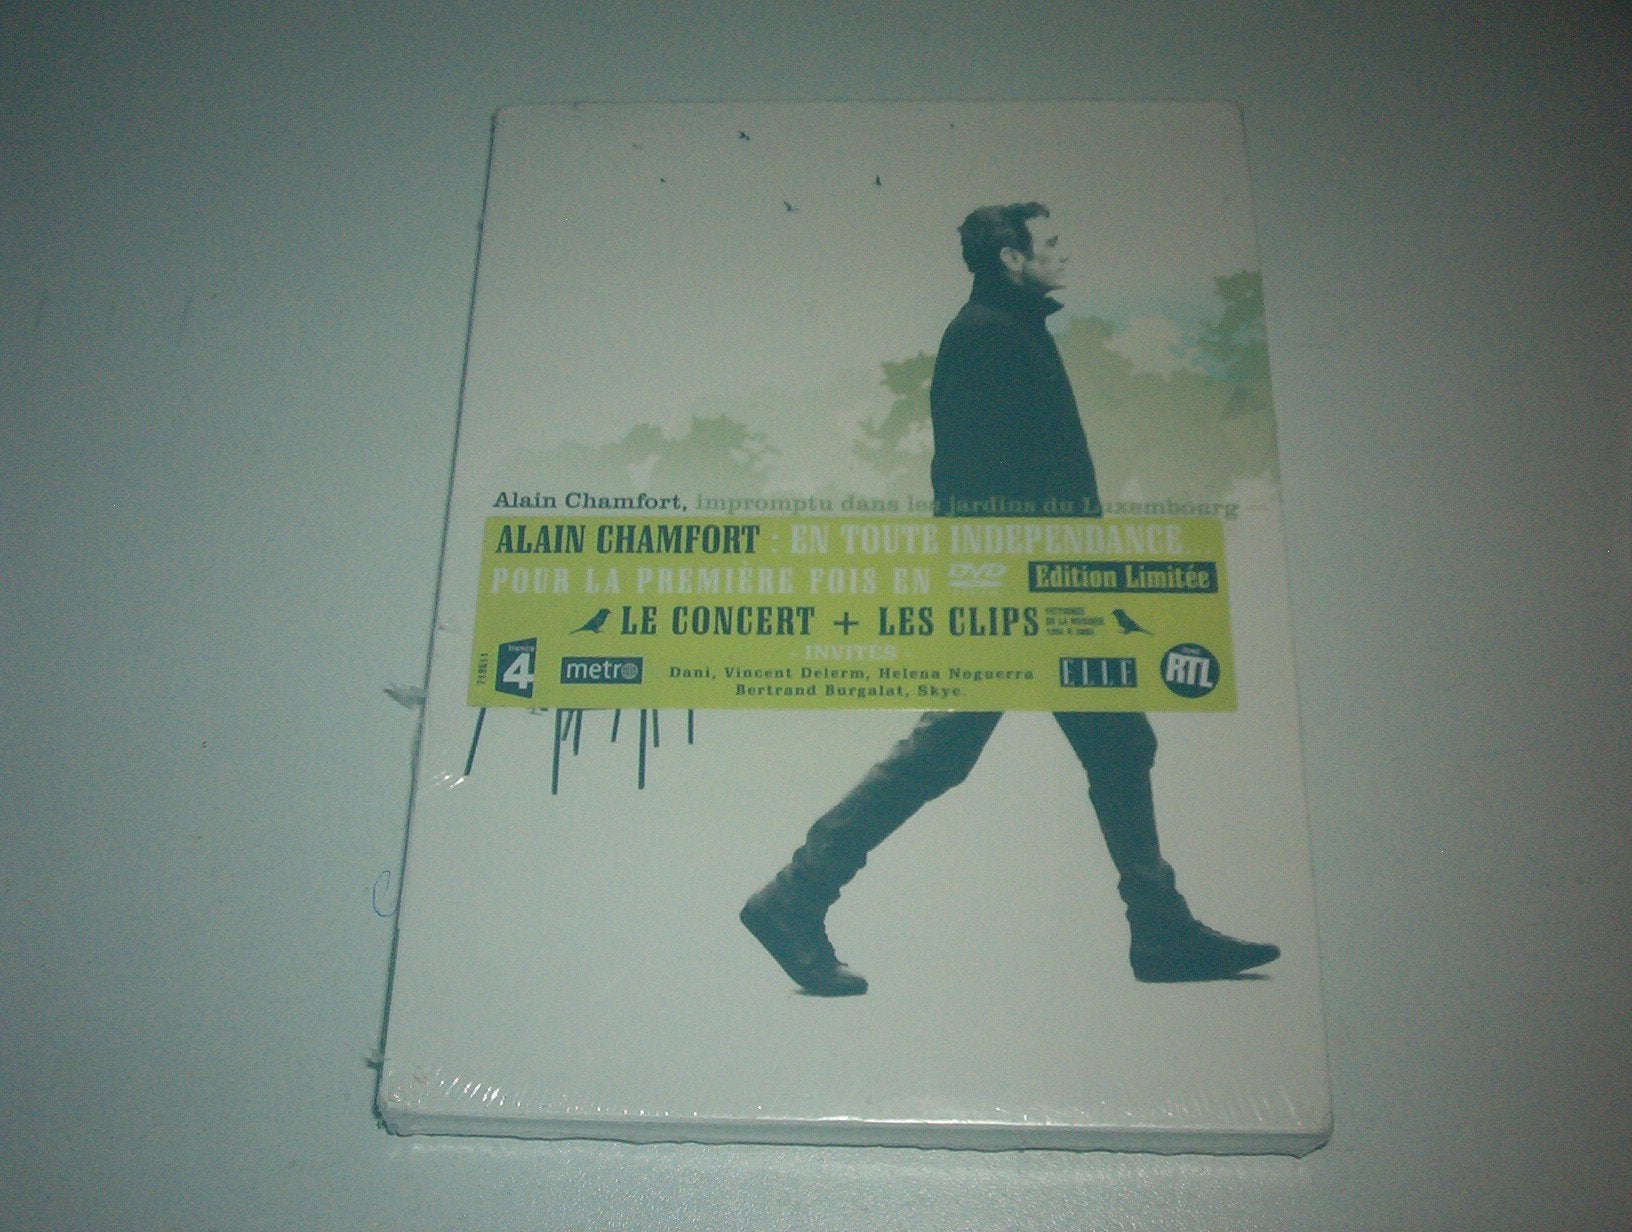 Alain Chamfort, impromptu dans les jardins du Luxembourg
ALAIN CHAMFORT : EN TOUTE INDEPENDANCE
POUR LA PREMIÈRE FOIS EN DVD Edition Limitée
LE CONCERT + LES CLIPS
- INVITÉS -
france 4
metro
Dani, Vincent Delerm, Helena Noguerra
Bertrand Burgalat, Skye.
ELLE
RTL